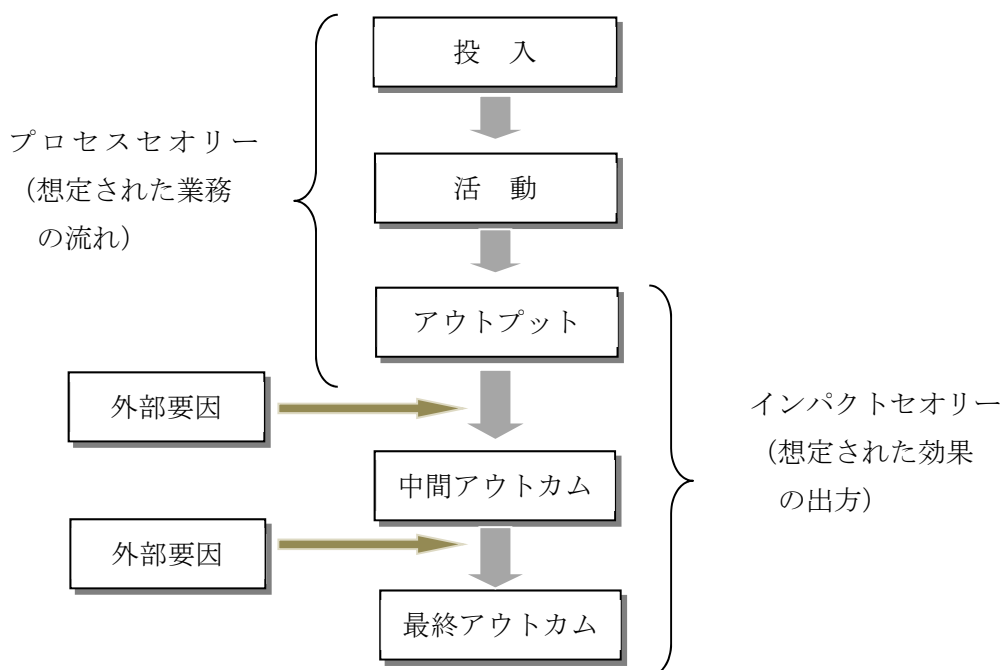 投　入
プロセスセオリー
（想定された業務
の流れ）
活　動
アウトプット
外部要因
インパクトセオリー
（想定された効果
の出方）
中間アウトカム
外部要因
最終アウトカム